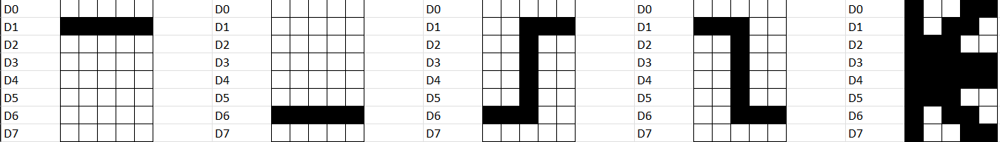 D0 D0 D0 D0 D0
D1 D1 D1 D1 D1
D2 D2 D2 D2 D2
D3 D3 D3 D3 D3
D4 D4 D4 D4 D4
D5 D5 D5 D5 D5
D6 D6 D6 D6 D6
D7 D7 D7 D7 D7